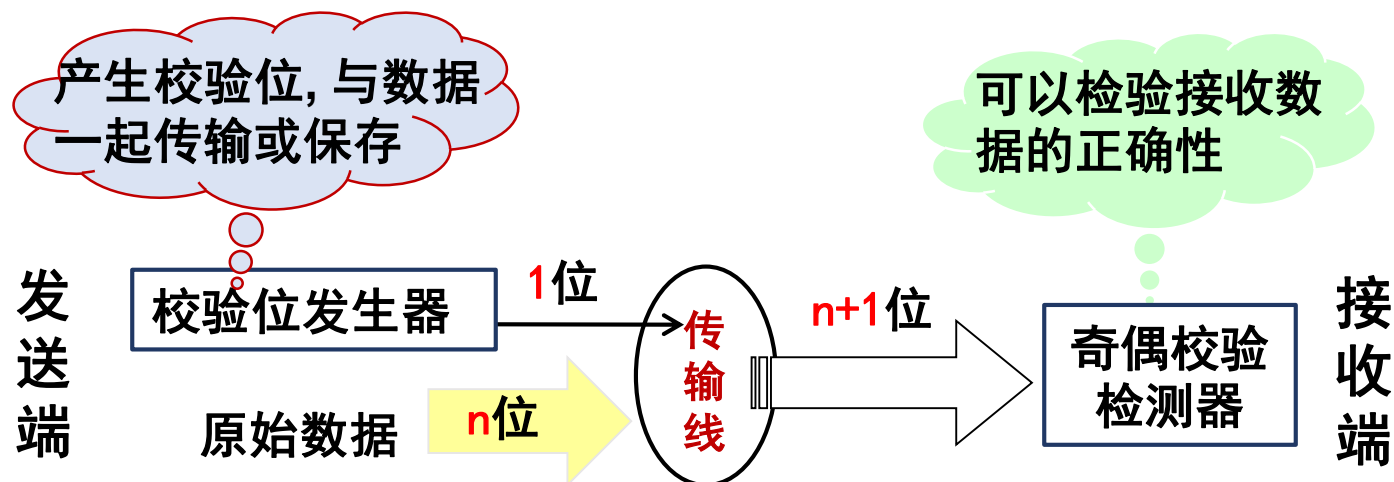 产生校验位, 与数据
一起传输或保存
可以检验接收数
据的正确性
发送端
校验位发生器
1位
原始数据
n位
传输线
n+1位
奇偶校验
检测器
接收端